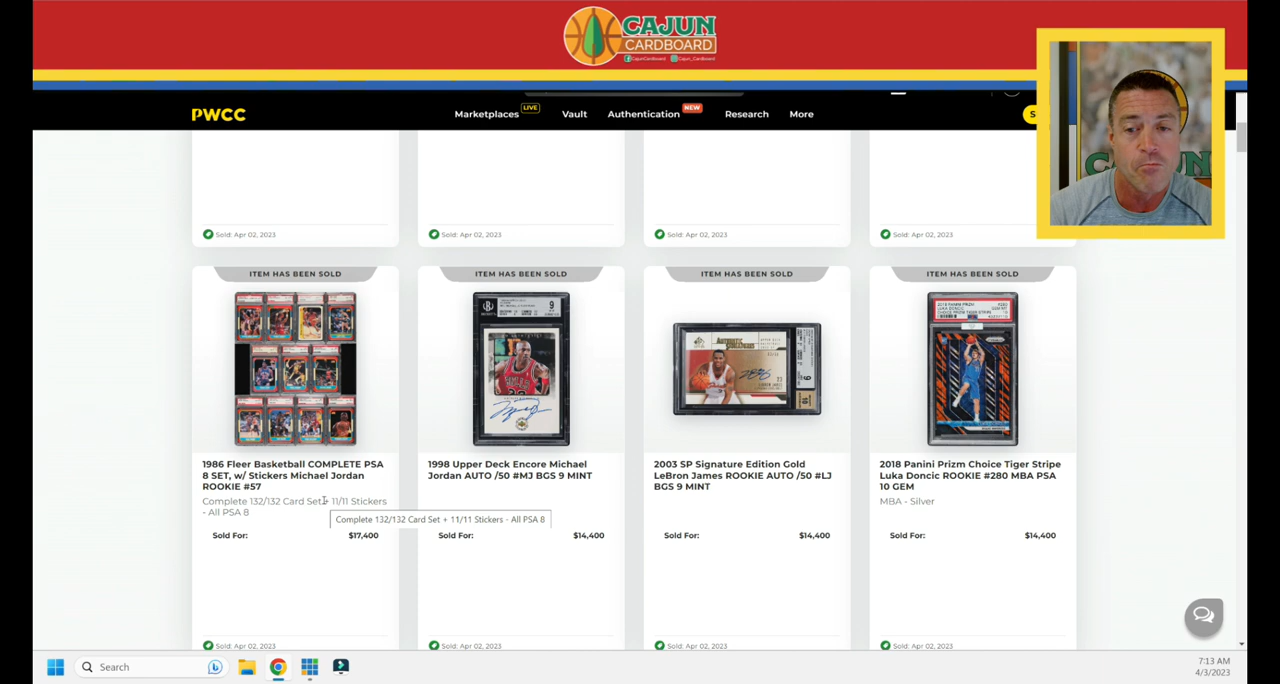 CAJUN
CARDBOARD
CajunCardboard Cajun_Cardboard
PWCC
Marketplaces LIVE Vault Authentication NEW Research More
S
CAJUN
Sold: Apr 02, 2023 Sold: Apr 02, 2023 Sold: Apr 02, 2023 Sold: Apr 02, 2023
ITEM HAS BEEN SOLD ITEM HAS BEEN SOLD ITEM HAS BEEN SOLD ITEM HAS BEEN SOLD
1986 Fleer Basketball COMPLETE PSA
8 SET, w/ Stickers Michael Jordan
ROOKIE #57
Complete 132/132 Card Set + 11/11 Stickers
- All PSA 8
Complete 132/132 Card Set + 11/11 Stickers - All PSA 8
Sold For: $17,400
Sold: Apr 02, 2023
9
1998 Upper Deck Encore Michael
Jordan AUTO /50 #MJ BGS 9 MINT
Sold For: $14,400
Sold: Apr 02, 2023
9
10
2003 SP Signature Edition Gold
LeBron James ROOKIE AUTO /50 #LJ
BGS 9 MINT
Sold For: $14,400
Sold: Apr 02, 2023
2018 Panini Prizm Choice Tiger Stripe
Luka Doncic ROOKIE #280 MBA PSA
10 GEM
MBA - Silver
Sold For: $14,400
Sold: Apr 02, 2023
Search
7:13 AM
4/3/2023